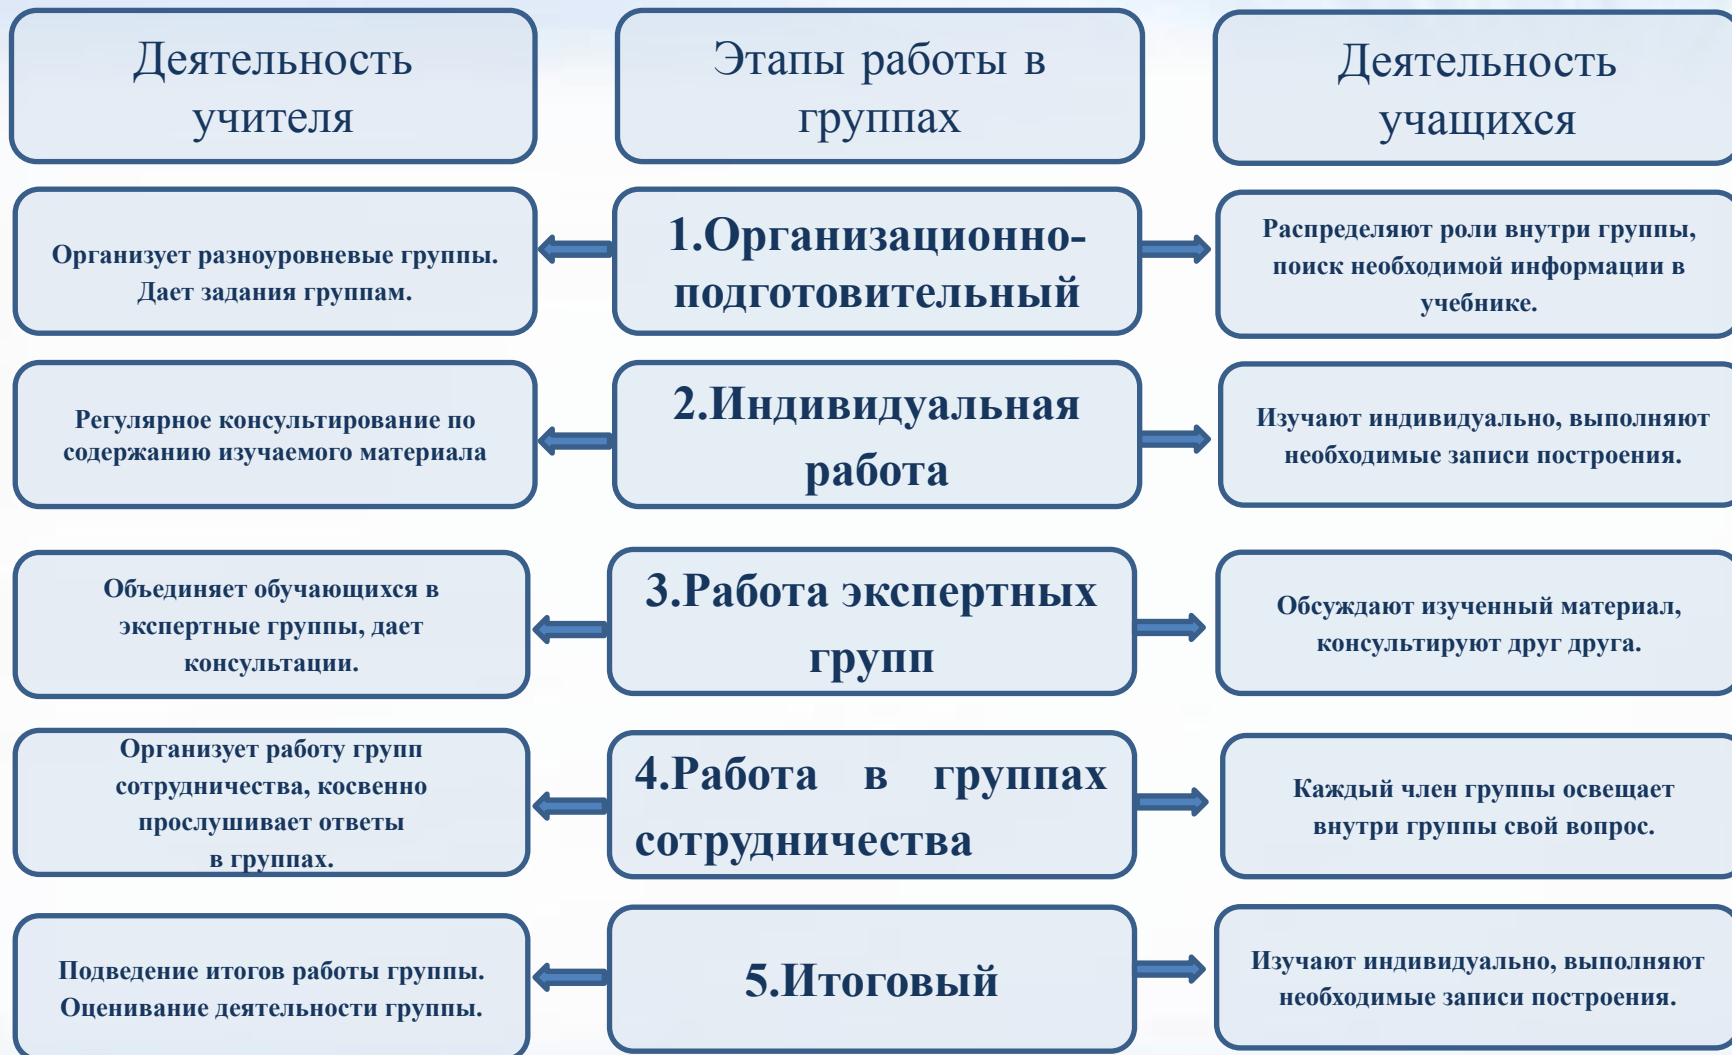 Деятельность
учителя
Этапы работы в
группах
Деятельность
учащихся
Организует разноуровневые группы.
Дает задания группам.
1.Организационно-
подготовительный
Распределяют роли внутри группы,
поиск необходимой информации в
учебнике.
Регулярное консультирование по
содержанию изучаемого материала
2.Индивидуальная
работа
Изучают индивидуально, выполняют
необходимые записи построения.
Объединяет обучающихся в
экспертные группы, дает
консультации.
3.Работа экспертных
групп
Обсуждают изученный материал,
консультируют друг друга.
Организует работу групп
сотрудничества, косвенно
прослушивает ответы
в группах.
4.Работа в группах
сотрудничества
Каждый член группы освещает
внутри группы свой вопрос.
Подведение итогов работы группы.
Оценивание деятельности группы.
5.Итоговый
Изучают индивидуально, выполняют
необходимые записи построения.